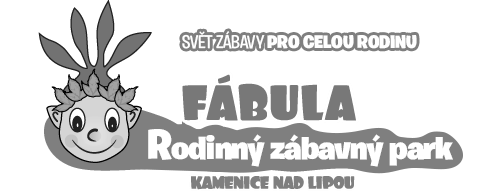 SVĚT ZÁBAVY PRO CELOU RODINU
FÁBULA
Rodinný zábavný park
KAMENICE NAD LIPOU